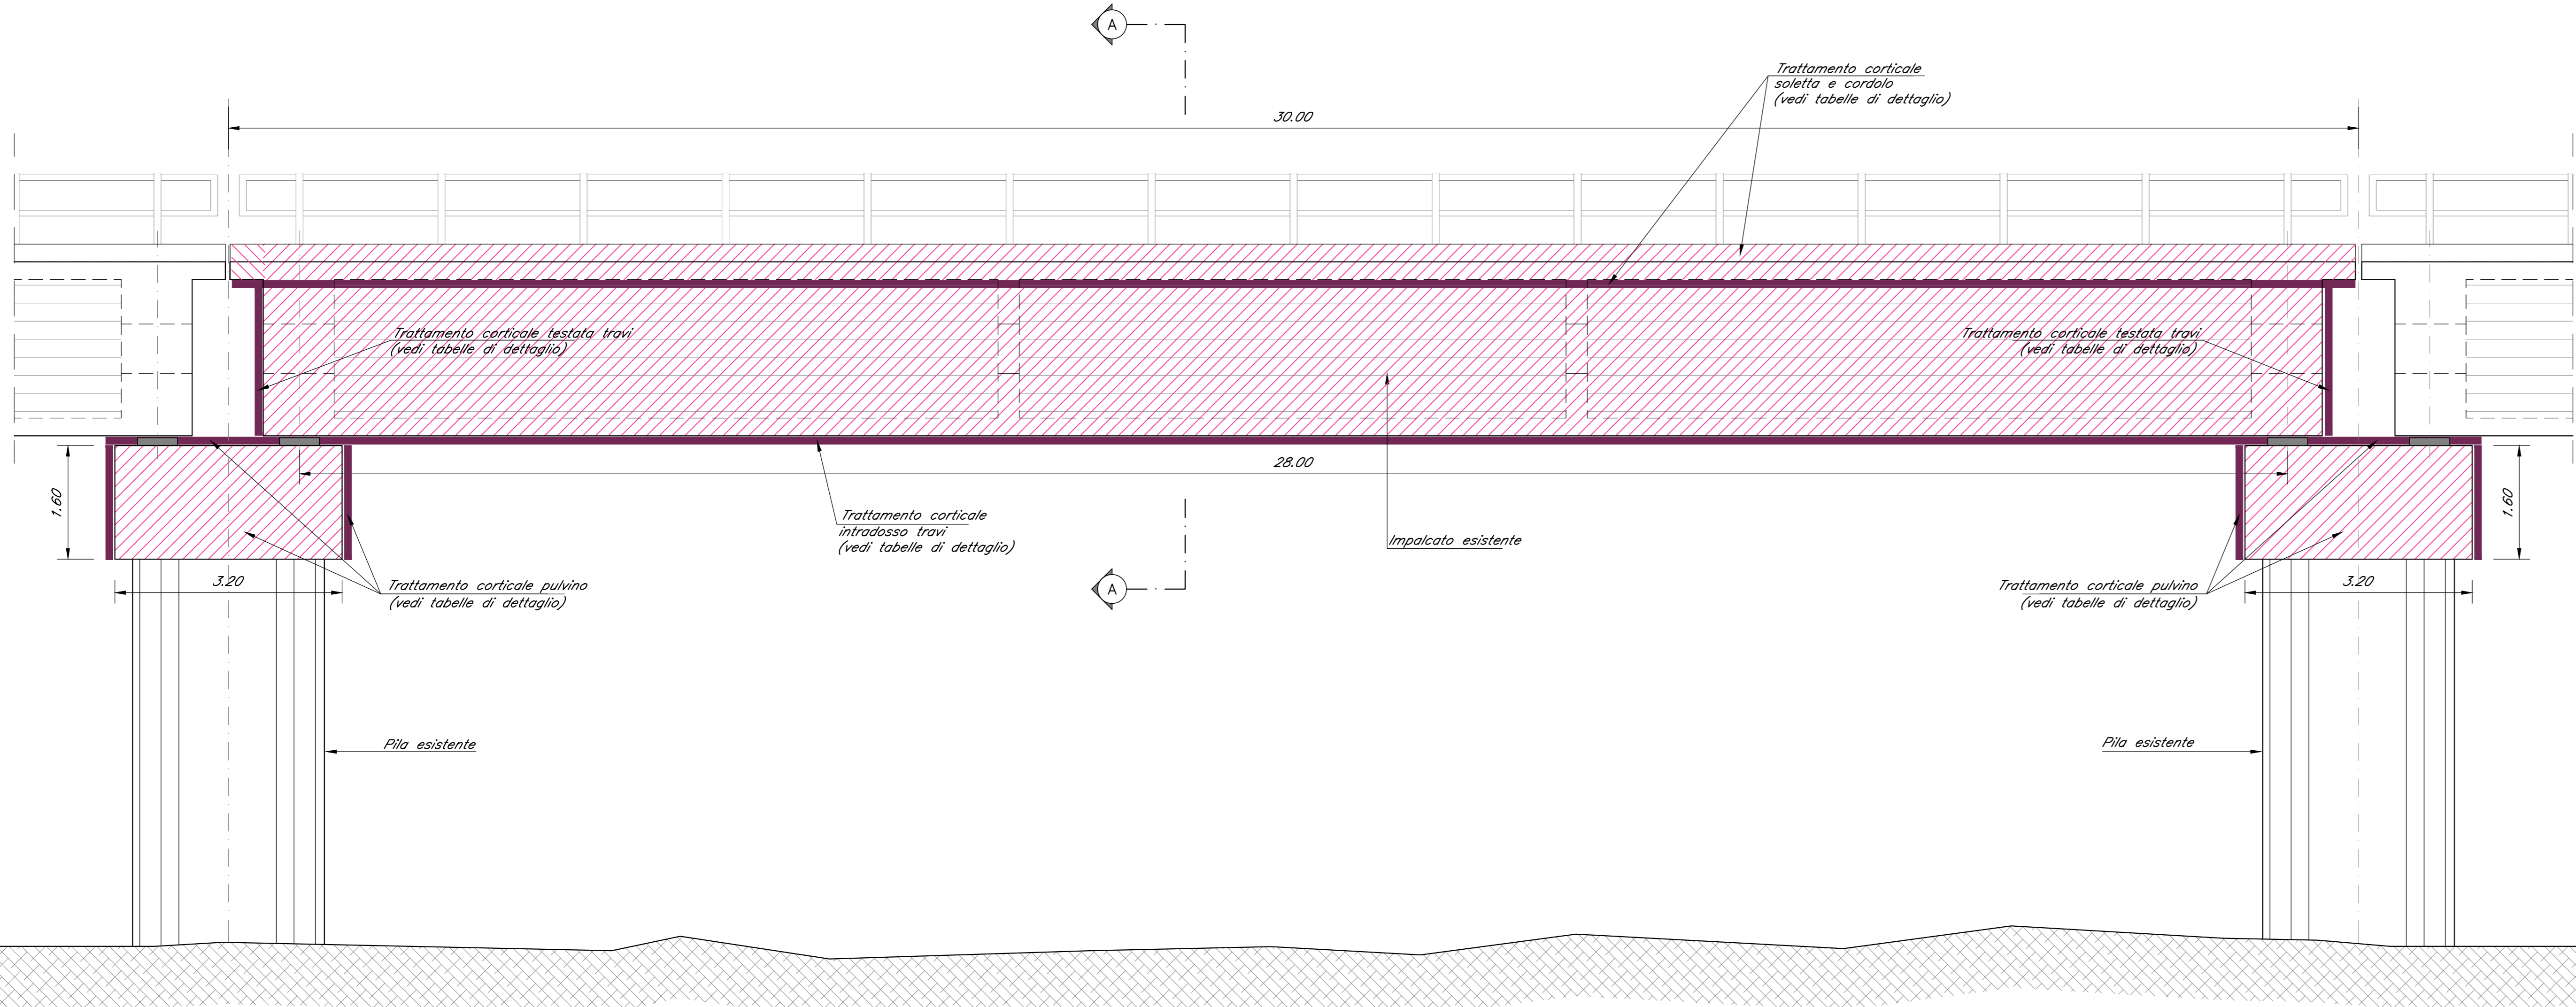 A
Trattamento corticale
soletta e cordolo
(vedi tabelle di dettaglio)
30.00
Trattamento corticale testata travi
(vedi tabelle di dettaglio)
Trattamento corticale testata travi
(vedi tabelle di dettaglio)
28.00
1.60
1.60
Trattamento corticale
intradosso travi
(vedi tabelle di dettaglio)
Impalcato esistente
3.20
Trattamento corticale pulvino
(vedi tabelle di dettaglio)
A
Trattamento corticale pulvino
(vedi tabelle di dettaglio)
3.20
Pila esistente
Pila esistente